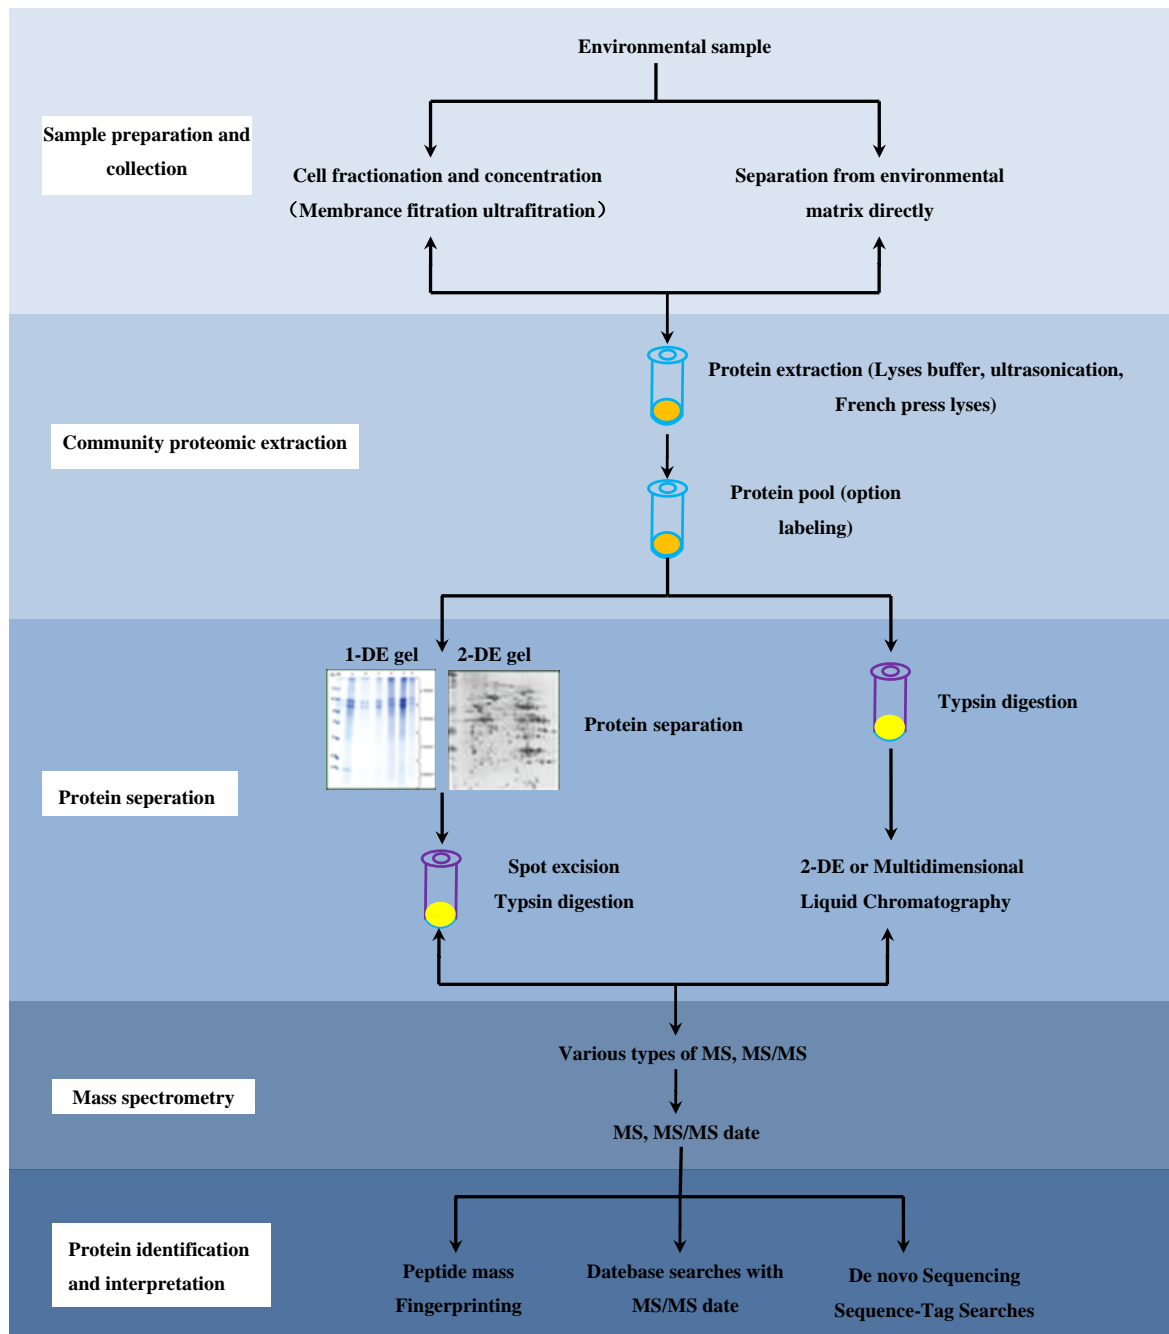 Environmental sample
Sample preparation and
collection
Cell fractionation and concentration
（Membrance fitration ultrafitration）
Separation from environmental
matrix directly
Protein extraction (Lyses buffer, ultrasonication,
French press lyses)
Community proteomic extraction
Protein pool (option
labeling)
1-DE gel
2-DE gel
Protein separation
Typsin digestion
Protein seperation
Spot excision
Typsin digestion
2-DE or Multidimensional
Liquid Chromatography
Various types of MS, MS/MS
Mass spectrometry
MS, MS/MS date
Protein identification
and interpretation
Peptide mass
Fingerprinting
Datebase searches with
MS/MS date
De novo Sequencing
Sequence-Tag Searches